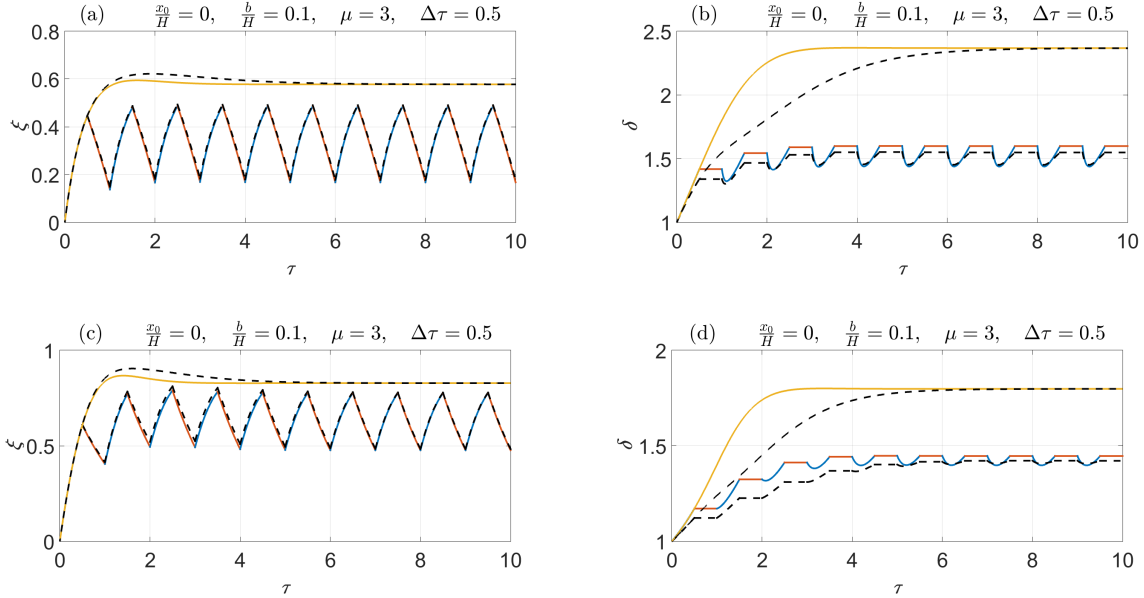 (a) x₀/H = 0, b/H = 0.1, μ = 3, Δτ = 0.5
0.8
0.6
0.4
0.2
0
ξ
0 2 4 6 8 10
τ
(b) x₀/H = 0, b/H = 0.1, μ = 3, Δτ = 0.5
2.5
2
1.5
1
δ
0 2 4 6 8 10
τ
(c) x₀/H = 0, b/H = 0.1, μ = 3, Δτ = 0.5
1
0.5
0
ξ
0 2 4 6 8 10
τ
(d) x₀/H = 0, b/H = 0.1, μ = 3, Δτ = 0.5
2
1.5
1
δ
0 2 4 6 8 10
τ